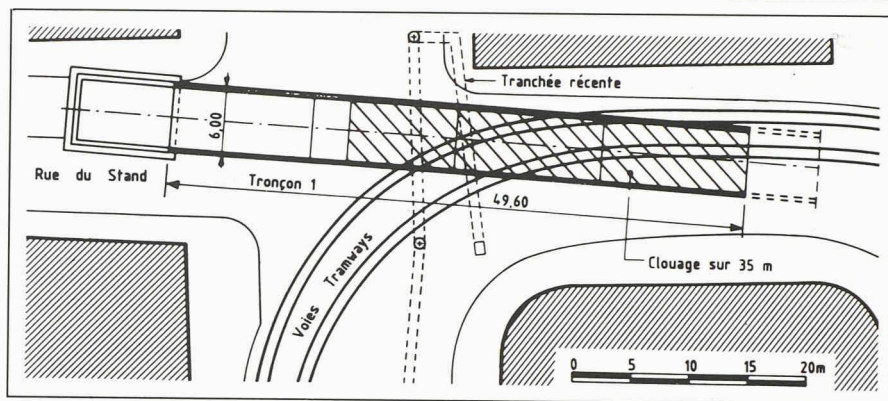 Tranchée récente
6,00
Rue du Stand
Tronçon 1
49,60
Voies Tramways
Clouage sur 35 m
0 5 10 15 20m